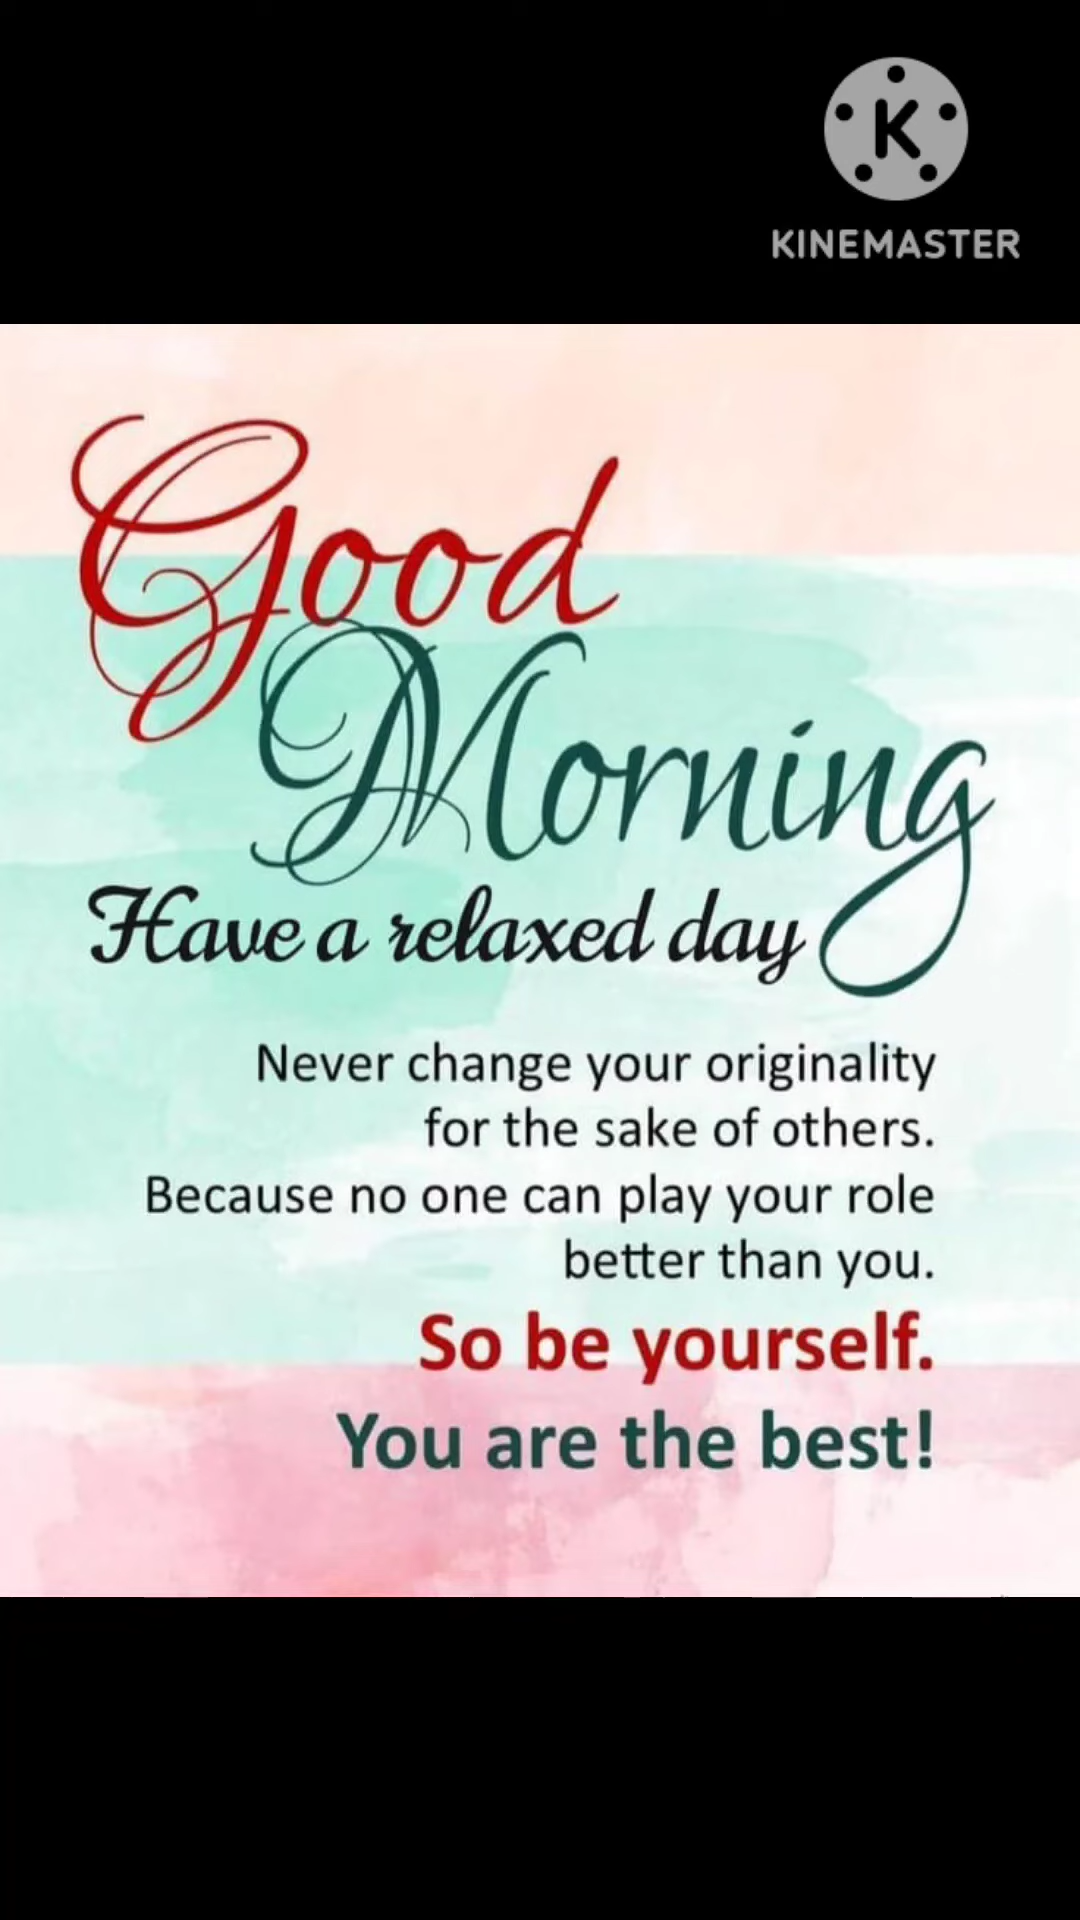 KINEMASTER
Good
Morning
Have a relaxed day
Never change your originality
for the sake of others.
Because no one can play your role
better than you.
So be yourself.
You are the best!